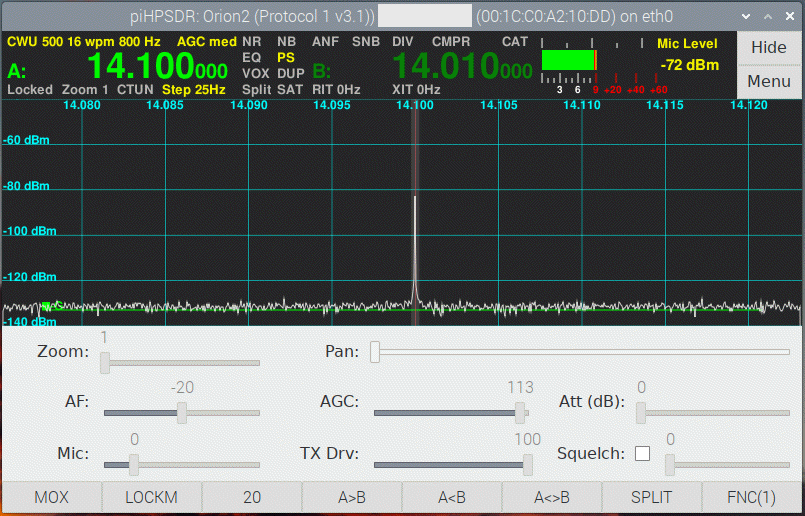 piHPSDR: Orion2 (Protocol 1 v3.1)) (00:1C:C0:A2:10:DD) on eth0
CWU 500 16 wpm 800 Hz AGC med NR NB ANF SNB DIV CMPR CAT Mic Level Hide
A: 14.100000 EQ PS B: 14.010000 -72 dBm
VOX DUP
Locked Zoom 1 CTUN Step 25Hz Split SAT RIT 0Hz XIT 0Hz 3 6 9 +20 +40 +60 Menu
14.080 14.085 14.090 14.095 14.100 14.105 14.110 14.115 14.120
-60 dBm
-80 dBm
-100 dBm
-120 dBm
-140 dBm
Zoom: 1 Pan:
AF: -20 AGC: 113 Att (dB): 0
Mic: 0 TX Drv: 100 Squelch: 0
MOX LOCKM 20 A>B A<B A<>B SPLIT FNC(1)